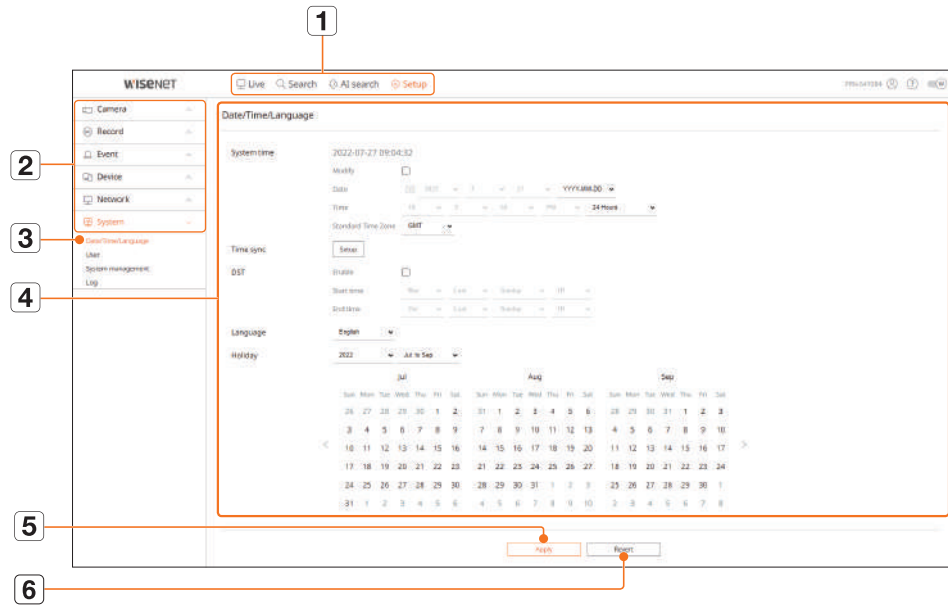 1
WISENET Live Search AI search Setup
2
Camera
Record
Event
Device
Network
System
3
Date/Time/Language
User
System management
Log
4
Date/Time/Language
System time 2022-07-27 09:04:32
Modify
Date YYYY-MM-DD
Time 24 Hours
Standard Time Zone GMT
Time sync Setup
DST Enable
Start time
End time
Language English
Holiday 2022 Jul to Sep
Jul Aug Sep
Sun Mon Tue Wed Thu Fri Sat Sun Mon Tue Wed Thu Fri Sat Sun Mon Tue Wed Thu Fri Sat
26 27 28 29 30 1 2 31 1 2 3 4 5 6 28 29 30 31 1 2 3
3 4 5 6 7 8 9 7 8 9 10 11 12 13 4 5 6 7 8 9 10
< 10 11 12 13 14 15 16 14 15 16 17 18 19 20 11 12 13 14 15 16 17 >
17 18 19 20 21 22 23 21 22 23 24 25 26 27 18 19 20 21 22 23 24
24 25 26 27 28 29 30 28 29 30 31 1 2 3 25 26 27 28 29 30 1
31 1 2 3 4 5 6 4 5 6 7 8 9 10 2 3 4 5 6 7 8
5
Apply Revert
6